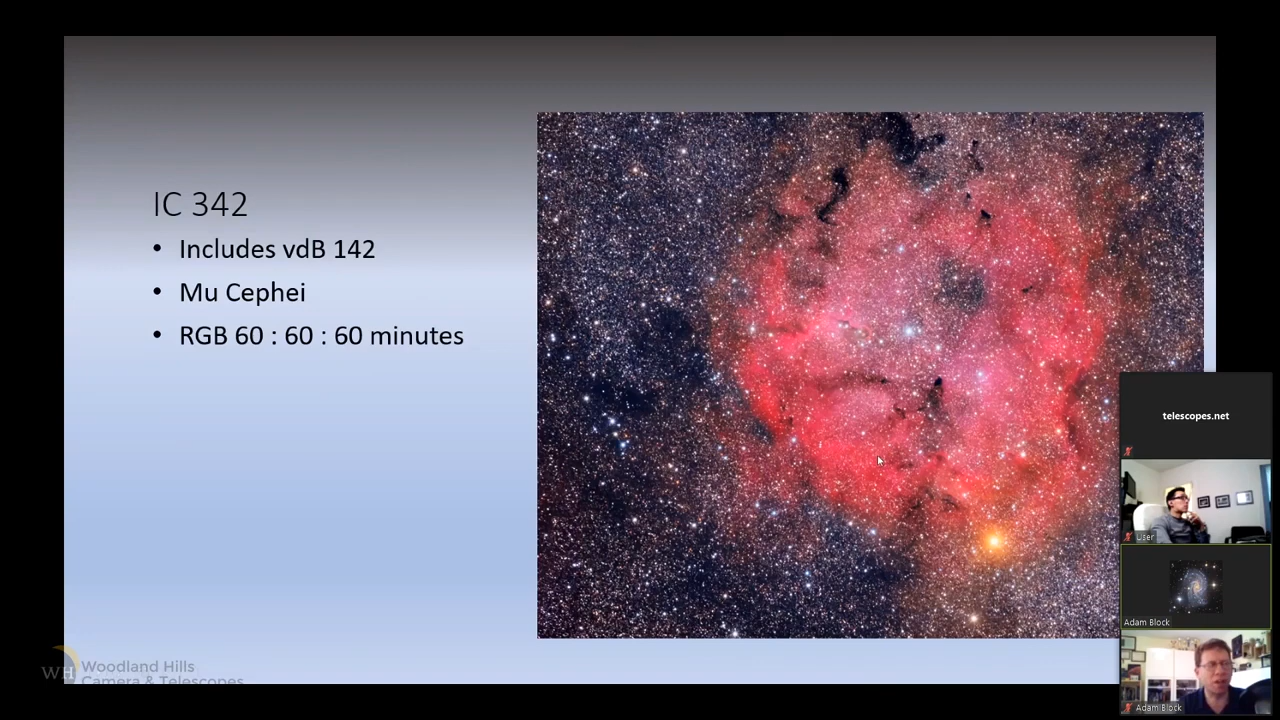 IC 342
• Includes vdB 142
• Mu Cephei
• RGB 60 : 60 : 60 minutes
telescopes.net
User
Adam Block
Adam Block
WH Woodland Hills
Camera & Telescopes